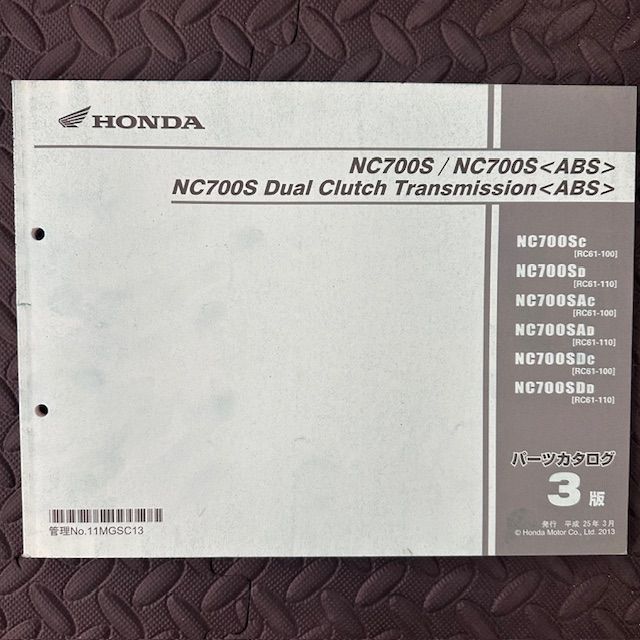 HONDA
NC700S / NC700S<ABS>
NC700S Dual Clutch Transmission<ABS>
NC700Sc
[RC61-100]
NC700SD
[RC61-110]
NC700SAc
[RC61-100]
NC700SAD
[RC61-110]
NC700SDc
[RC61-100]
NC700SDD
[RC61-110]
パーツカタログ
3版
発行 平成 25年 3月
© Honda Motor Co., Ltd. 2013
管理No.11MGSC13